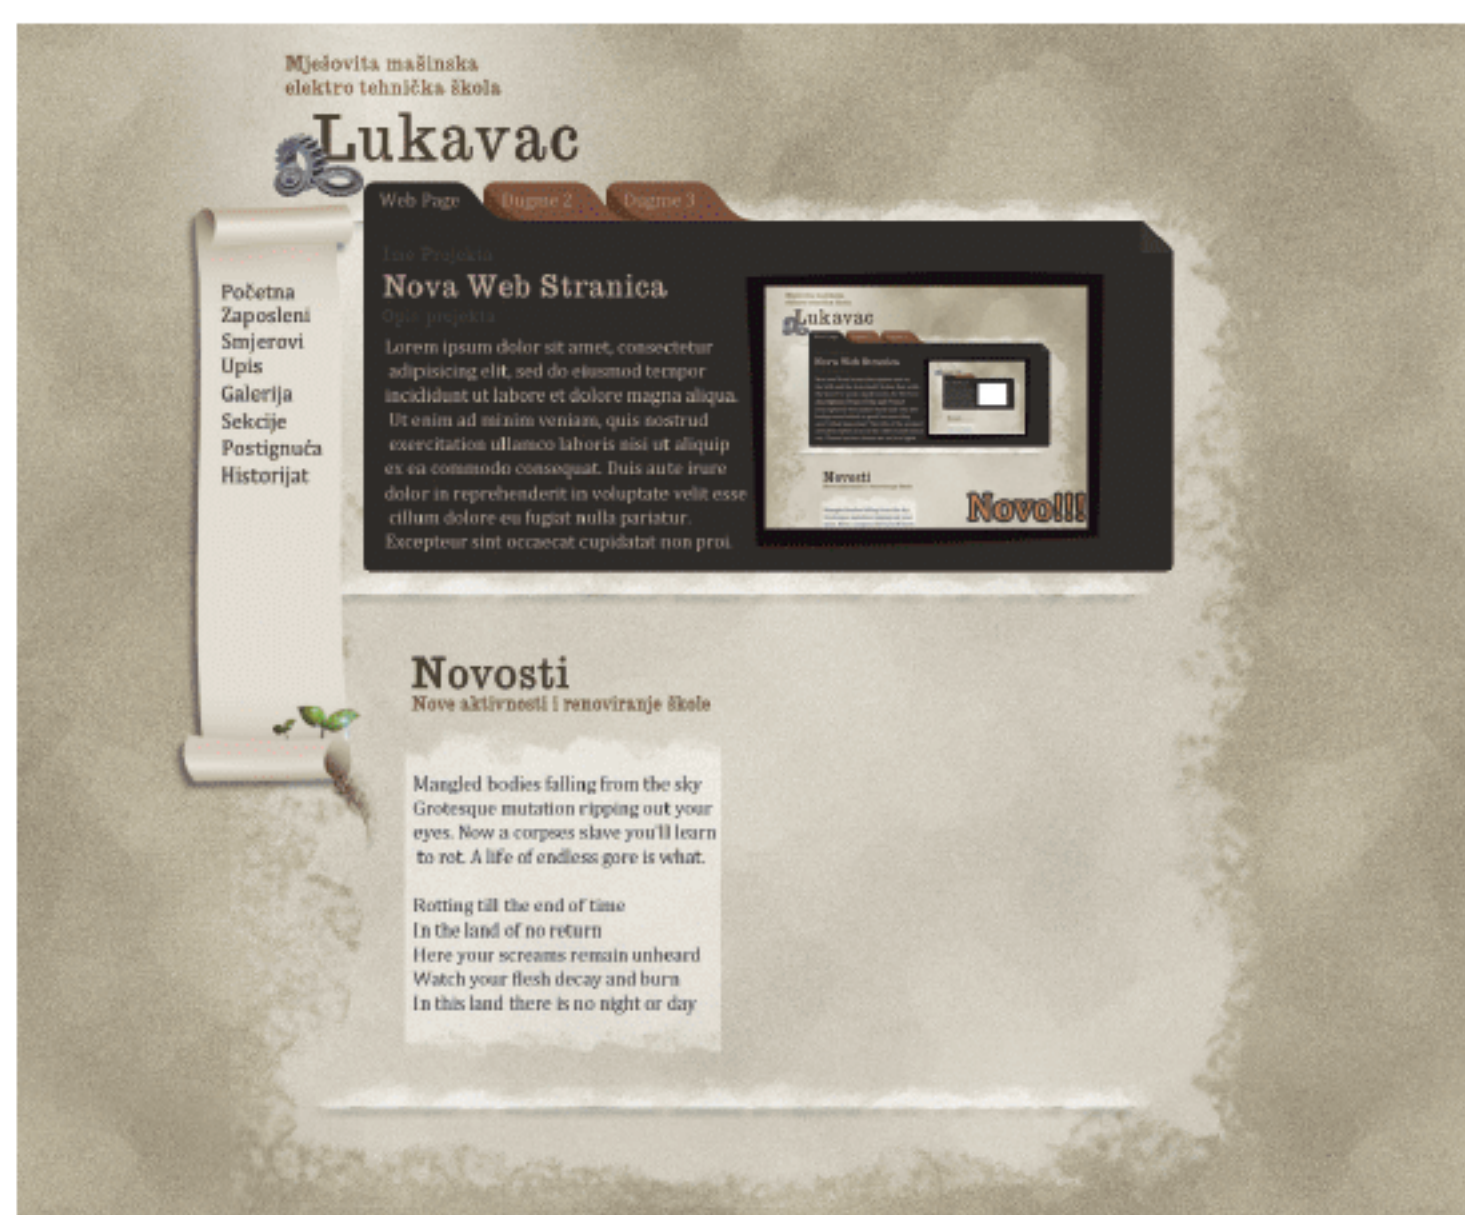 Mješovita mašinska
elektro tehnička škola
Lukavac
Web Page
Dugme 2
Dugme 3
Početna
Zaposleni
Smjerovi
Upis
Galerija
Sekcije
Postignuća
Historijat
Ime Projekta
Nova Web Stranica
Opis projekta
Lorem ipsum dolor sit amet, consectetur
adipisicing elit, sed do eiusmod tempor
incididunt ut labore et dolore magna aliqua.
Ut enim ad minim veniam, quis nostrud
exercitation ullamco laboris nisi ut aliquip
ex ea commodo consequat. Duis aute irure
dolor in reprehenderit in voluptate velit esse
cillum dolore eu fugiat nulla pariatur.
Excepteur sint occaecat cupidatat non proi.
Lukavac
Nova Web Stranica
Novosti
Novo!!!
Novosti
Nove aktivnosti i renoviranje škole
Mangled bodies falling from the sky
Grotesque mutation ripping out your
eyes. Now a corpses slave you'll learn
to rot. A life of endless gore is what.
Rotting till the end of time
In the land of no return
Here your screams remain unheard
Watch your flesh decay and burn
In this land there is no night or day